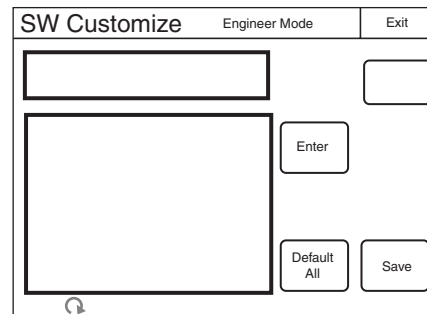 SW Customize Engineer Mode Exit
Enter
Default
All
Save